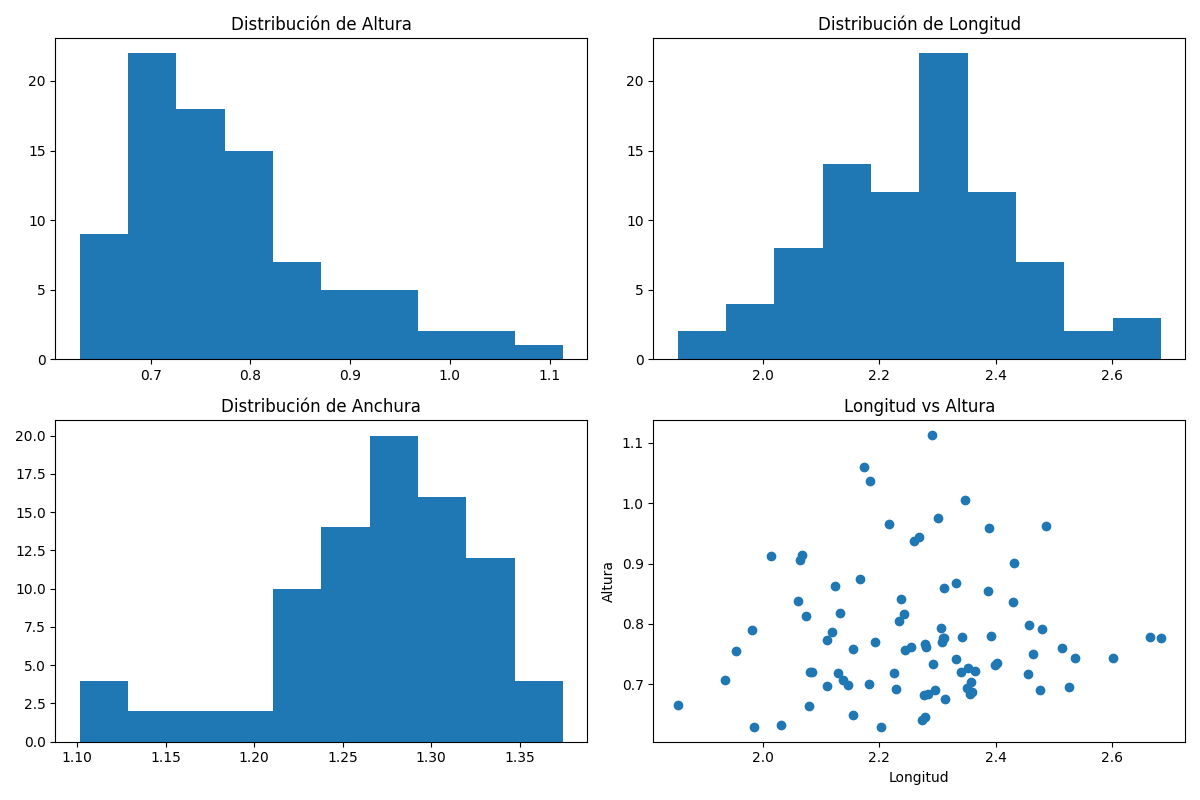 Distribución de Altura
20
15
10
5
0
0.7 0.8 0.9 1.0 1.1
Distribución de Longitud
20
15
10
5
0
2.0 2.2 2.4 2.6
Distribución de Anchura
20.0
17.5
15.0
12.5
10.0
7.5
5.0
2.5
0.0
1.10 1.15 1.20 1.25 1.30 1.35
Longitud vs Altura
Altura
1.1
1.0
0.9
0.8
0.7
2.0 2.2 2.4 2.6
Longitud